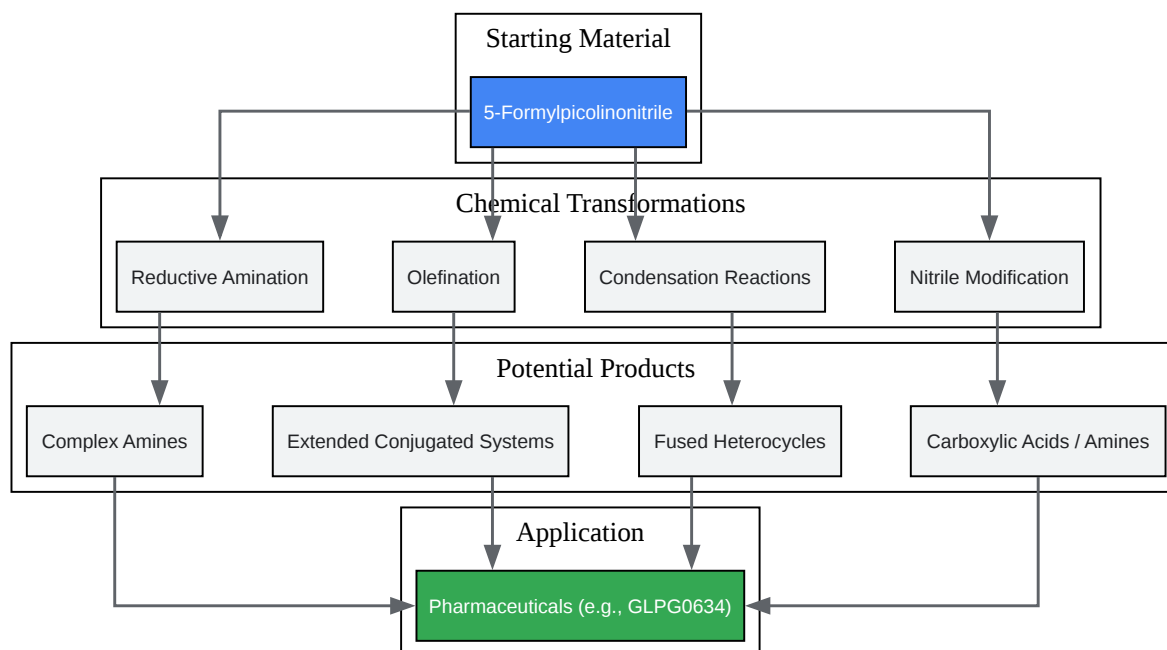 Starting Material
5-Formylpicolinonitrile
Chemical Transformations
Reductive Amination
Olefination
Condensation Reactions
Nitrile Modification
Potential Products
Complex Amines
Extended Conjugated Systems
Fused Heterocycles
Carboxylic Acids / Amines
Application
Pharmaceuticals (e.g., GLPG0634)